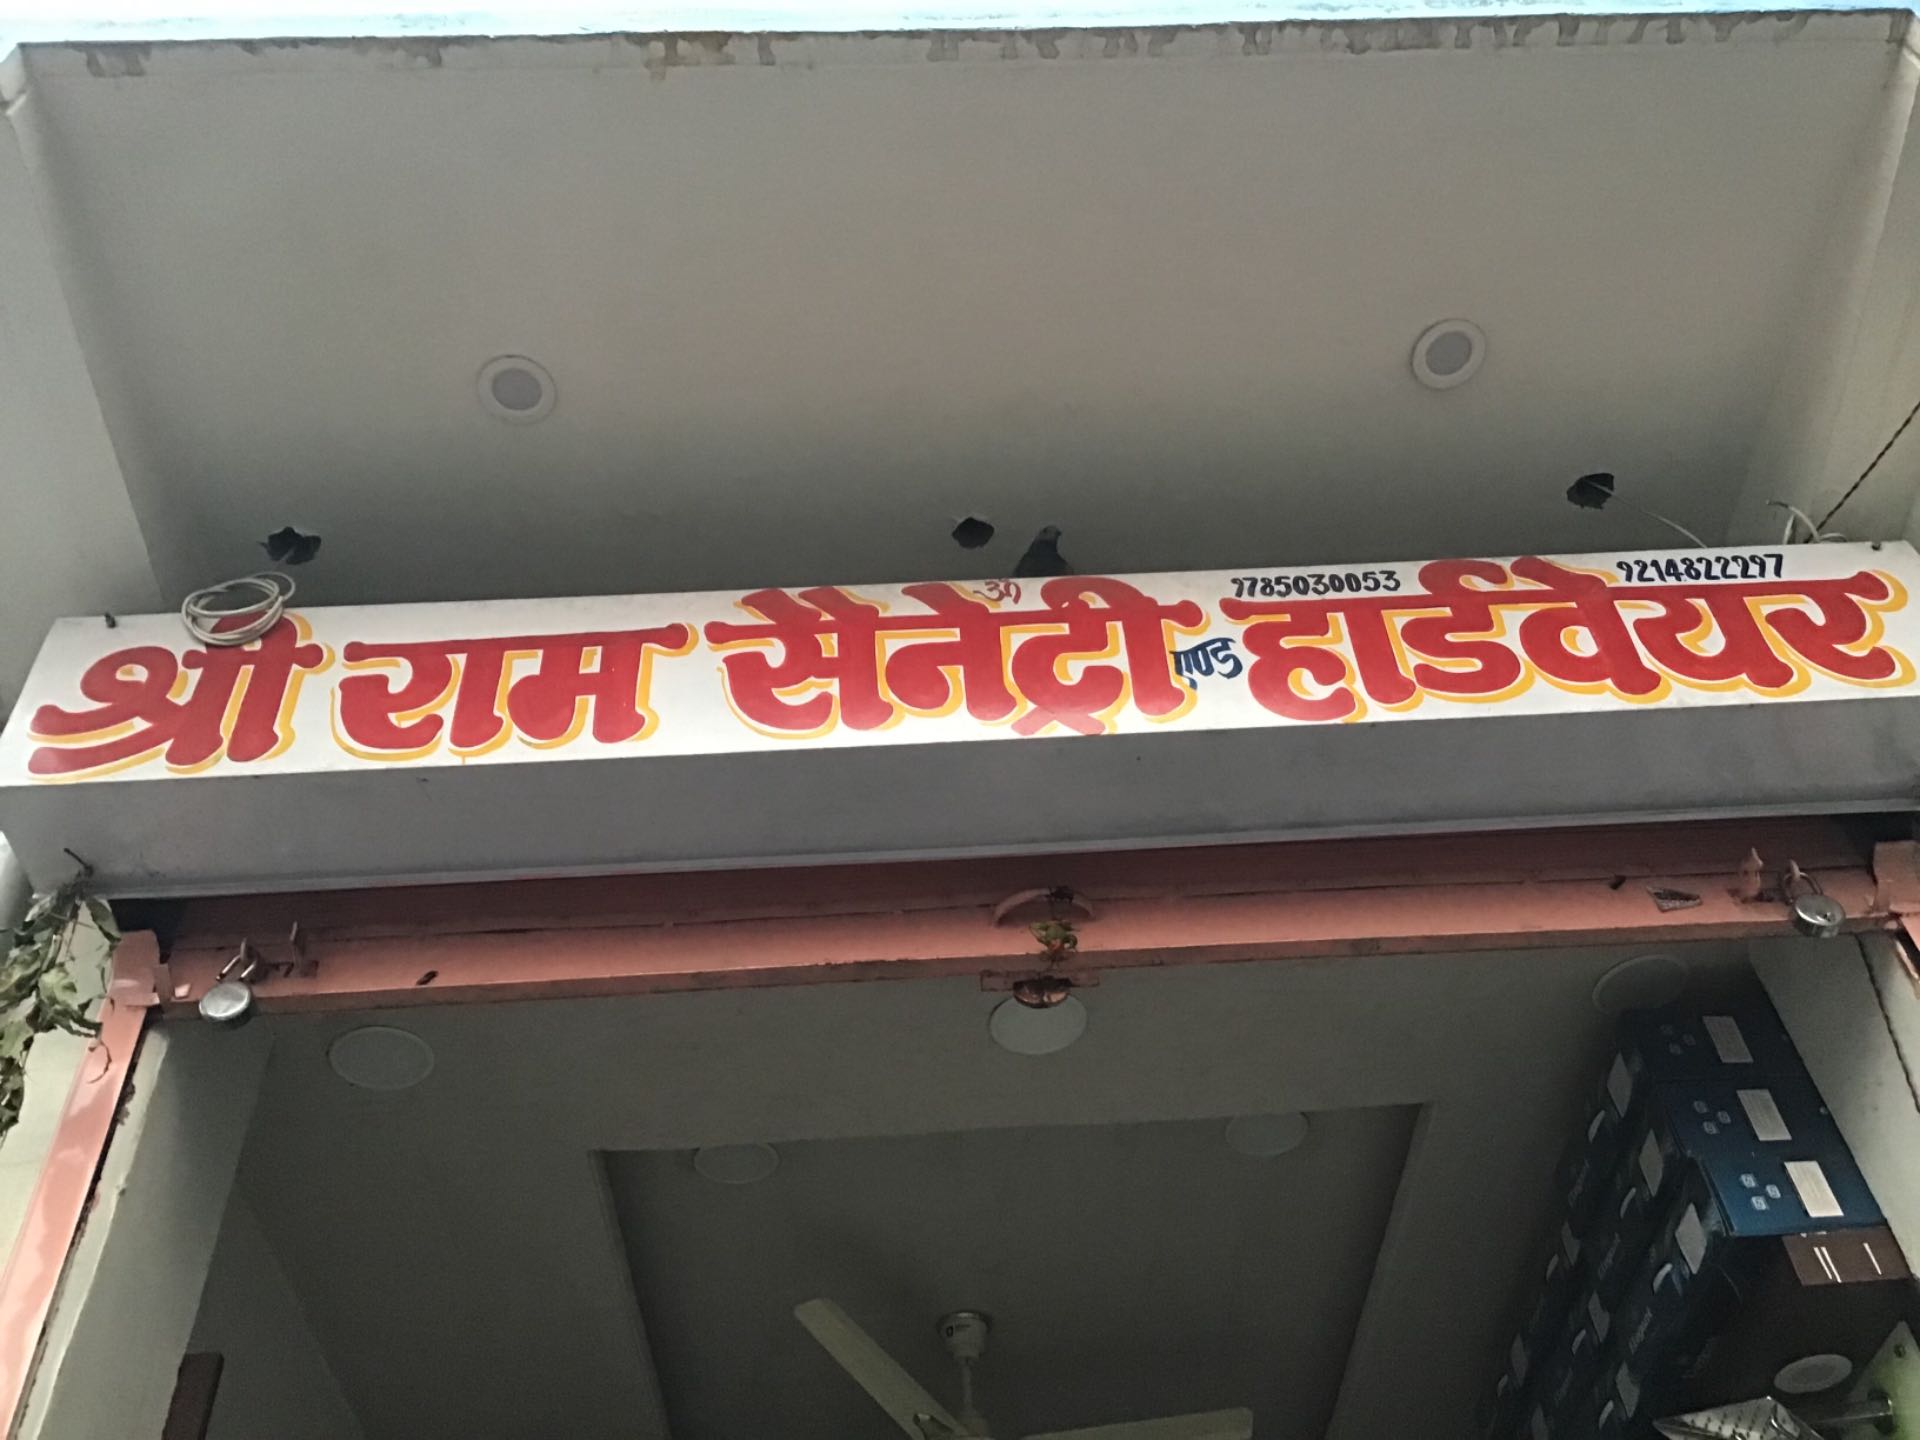 ॐ
9785030053 9214822297
श्री राम सैनेट्री एण्ड हार्डवेयर